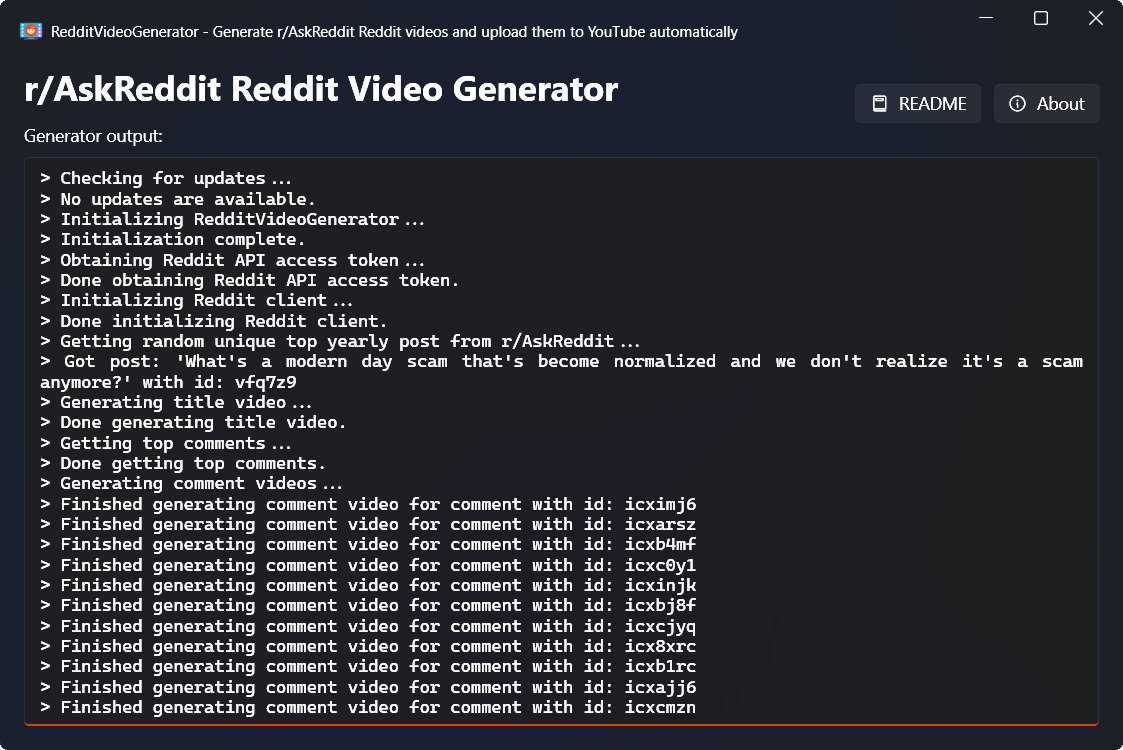 RedditVideoGenerator - Generate r/AskReddit Reddit videos and upload them to YouTube automatically
r/AskReddit Reddit Video Generator
README
About
Generator output:
> Checking for updates...
> No updates are available.
> Initializing RedditVideoGenerator...
> Initialization complete.
> Obtaining Reddit API access token...
> Done obtaining Reddit API access token.
> Initializing Reddit client...
> Done initializing Reddit client.
> Getting random unique top yearly post from r/AskReddit...
> Got post: 'What's a modern day scam that's become normalized and we don't realize it's a scam
anymore?' with id: vfq7z9
> Generating title video...
> Done generating title video.
> Getting top comments...
> Done getting top comments.
> Generating comment videos...
> Finished generating comment video for comment with id: icximj6
> Finished generating comment video for comment with id: icxarsz
> Finished generating comment video for comment with id: icxb4mf
> Finished generating comment video for comment with id: icxc0y1
> Finished generating comment video for comment with id: icxinjk
> Finished generating comment video for comment with id: icxbj8f
> Finished generating comment video for comment with id: icxcjyq
> Finished generating comment video for comment with id: icx8xrc
> Finished generating comment video for comment with id: icxb1rc
> Finished generating comment video for comment with id: icxajj6
> Finished generating comment video for comment with id: icxcmzn